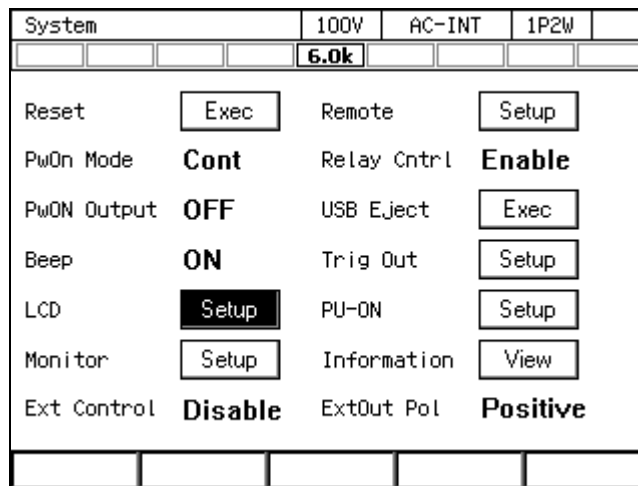 System 100V AC-INT 1P2W
6.0k
Reset Exec Remote Setup
PwOn Mode Cont Relay Cntrl Enable
PwON Output OFF USB Eject Exec
Beep ON Trig Out Setup
LCD Setup PU-ON Setup
Monitor Setup Information View
Ext Control Disable ExtOut Pol Positive